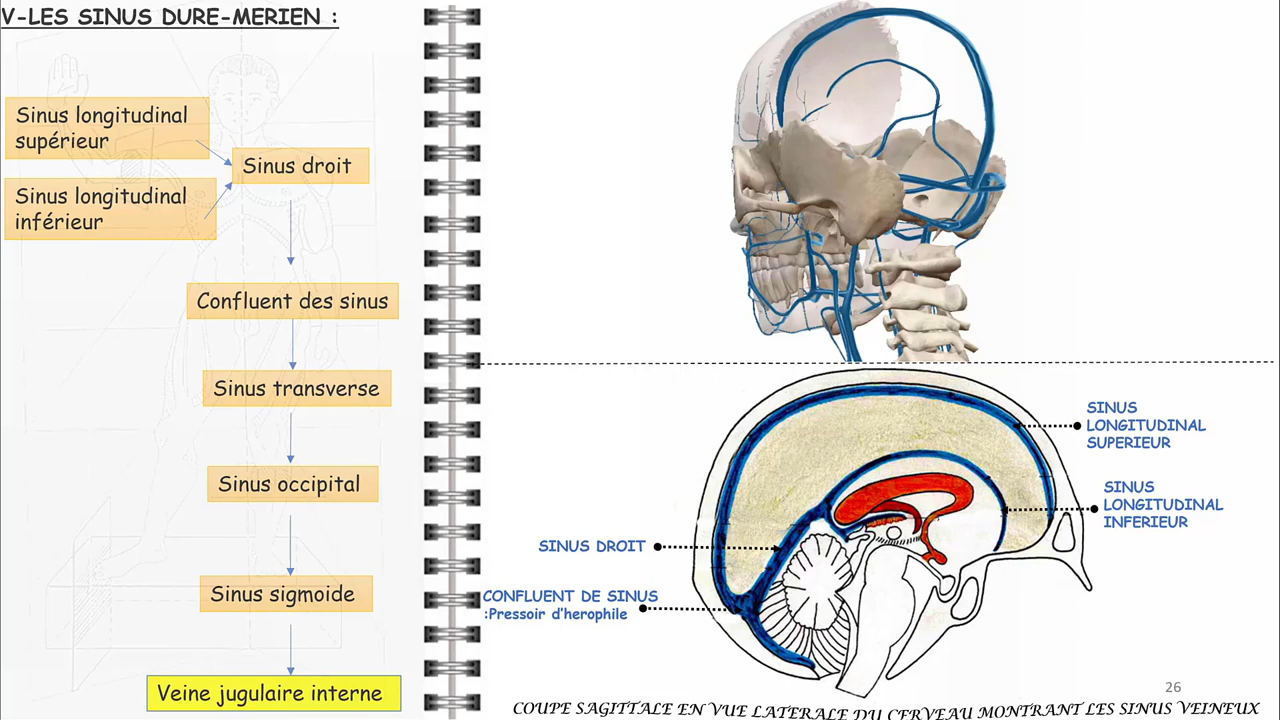 V-LES SINUS DURE-MERIEN :
Sinus longitudinal
supérieur
Sinus droit
Sinus longitudinal
inférieur
Confluent des sinus
Sinus transverse
Sinus occipital
Sinus sigmoide
Veine jugulaire interne
SINUS
LONGITUDINAL
SUPERIEUR
SINUS
LONGITUDINAL
INFERIEUR
SINUS DROIT
CONFLUENT DE SINUS
:Pressoir d'herophile
26
COUPE SAGITTALE EN VUE LATERALE DU CERVEAU MONTRANT LES SINUS VEINEUX